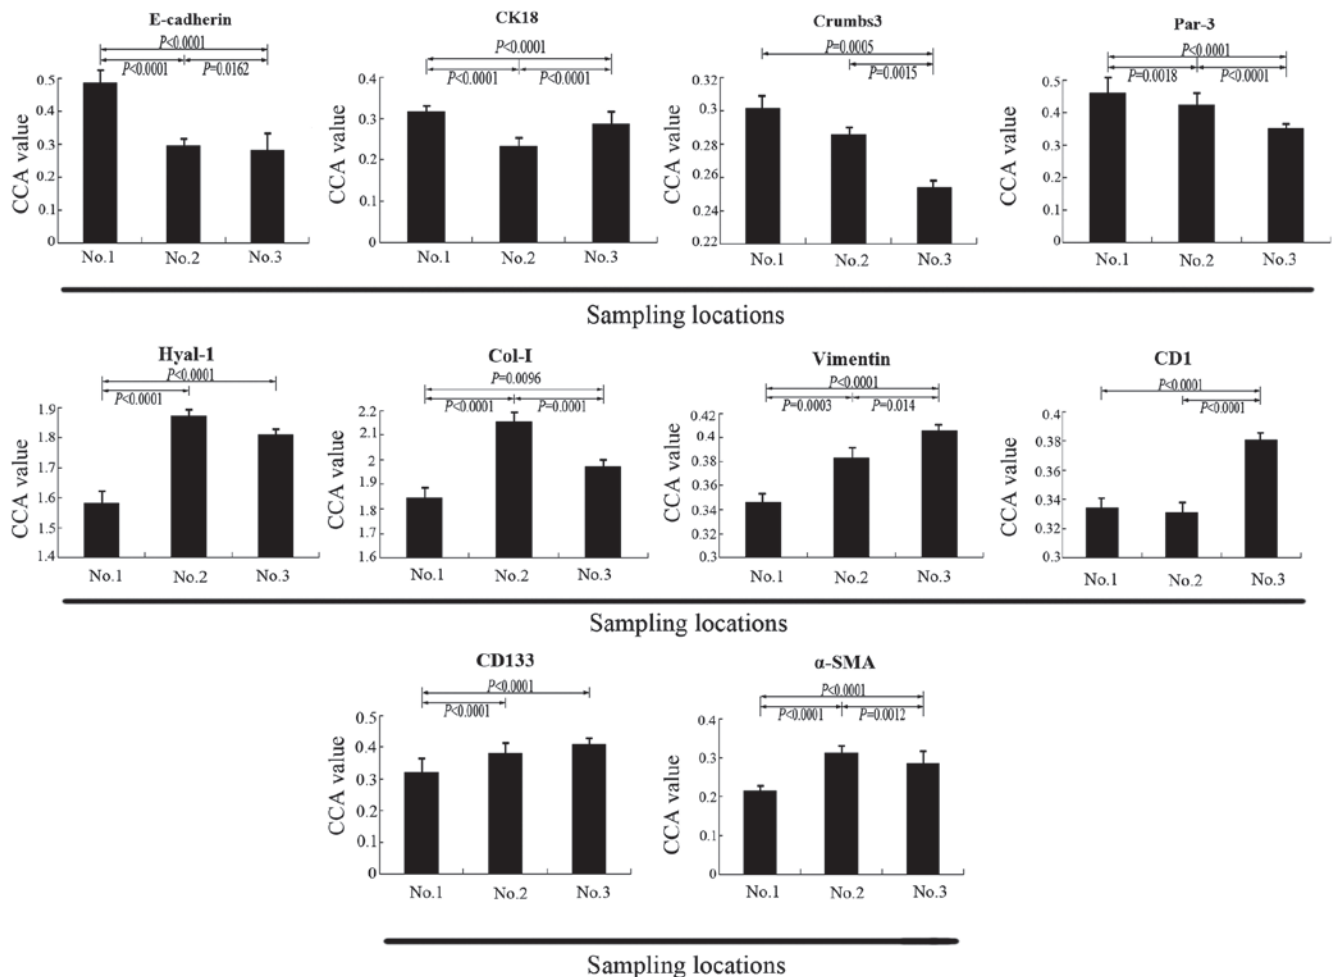 E-cadherin
P<0.0001
P<0.0001 P=0.0162
CCA value
0.5
0.4
0.3
0.2
0.1
0
No.1 No.2 No.3
CK18
P<0.0001
P<0.0001 P<0.0001
CCA value
0.4
0.3
0.2
0.1
0
No.1 No.2 No.3
Crumbs3
P=0.0005
P=0.0015
CCA value
0.32
0.3
0.28
0.26
0.24
0.22
No.1 No.2 No.3
Par-3
P<0.0001
P=0.0018 P<0.0001
CCA value
0.5
0.4
0.3
0.2
0.1
0
No.1 No.2 No.3
Sampling locations
Hyal-1
P<0.0001
P<0.0001
CCA value
1.9
1.8
1.7
1.6
1.5
1.4
No.1 No.2 No.3
Col-I
P=0.0096
P<0.0001 P=0.0001
CCA value
2.2
2.1
2
1.9
1.8
1.7
1.6
No.1 No.2 No.3
Vimentin
P<0.0001
P=0.0003 P=0.014
CCA value
0.42
0.4
0.38
0.36
0.34
0.32
0.3
No.1 No.2 No.3
CD1
P<0.0001
P<0.0001
CCA value
0.4
0.38
0.36
0.34
0.32
0.3
No.1 No.2 No.3
Sampling locations
CD133
P<0.0001
P<0.0001
CCA value
0.5
0.4
0.3
0.2
0.1
0
No.1 No.2 No.3
α-SMA
P<0.0001
P<0.0001 P=0.0012
CCA value
0.4
0.3
0.2
0.1
0
No.1 No.2 No.3
Sampling locations